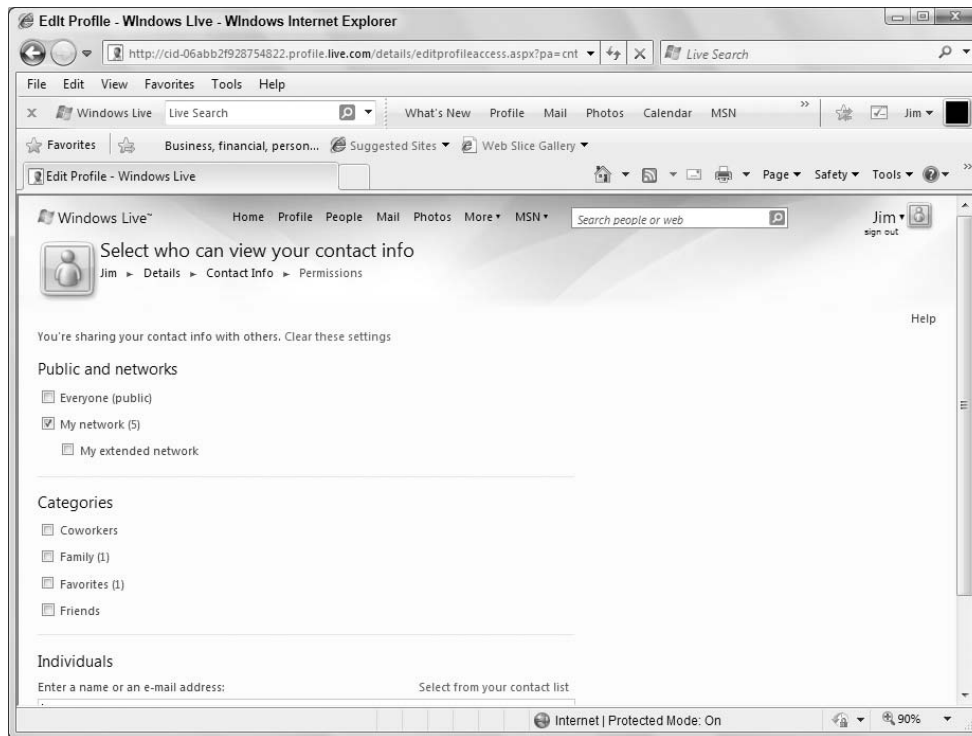 Edit Profile - Windows Live - Windows Internet Explorer
http://cid-06abb2f928754822.profile.live.com/details/editprofileaccess.aspx?pa=cnt Live Search
File Edit View Favorites Tools Help
X Windows Live Live Search What's New Profile Mail Photos Calendar MSN » Jim
Favorites Business, financial, person... Suggested Sites Web Slice Gallery
Edit Profile - Windows Live Page Safety Tools »
Windows Live™ Home Profile People Mail Photos More MSN Search people or web Jim
sign out
Select who can view your contact info
Jim ► Details ► Contact Info ► Permissions
Help
You're sharing your contact info with others. Clear these settings
Public and networks
Everyone (public)
My network (5)
My extended network
Categories
Coworkers
Family (1)
Favorites (1)
Friends
Individuals
Enter a name or an e-mail address: Select from your contact list
Internet | Protected Mode: On 90%